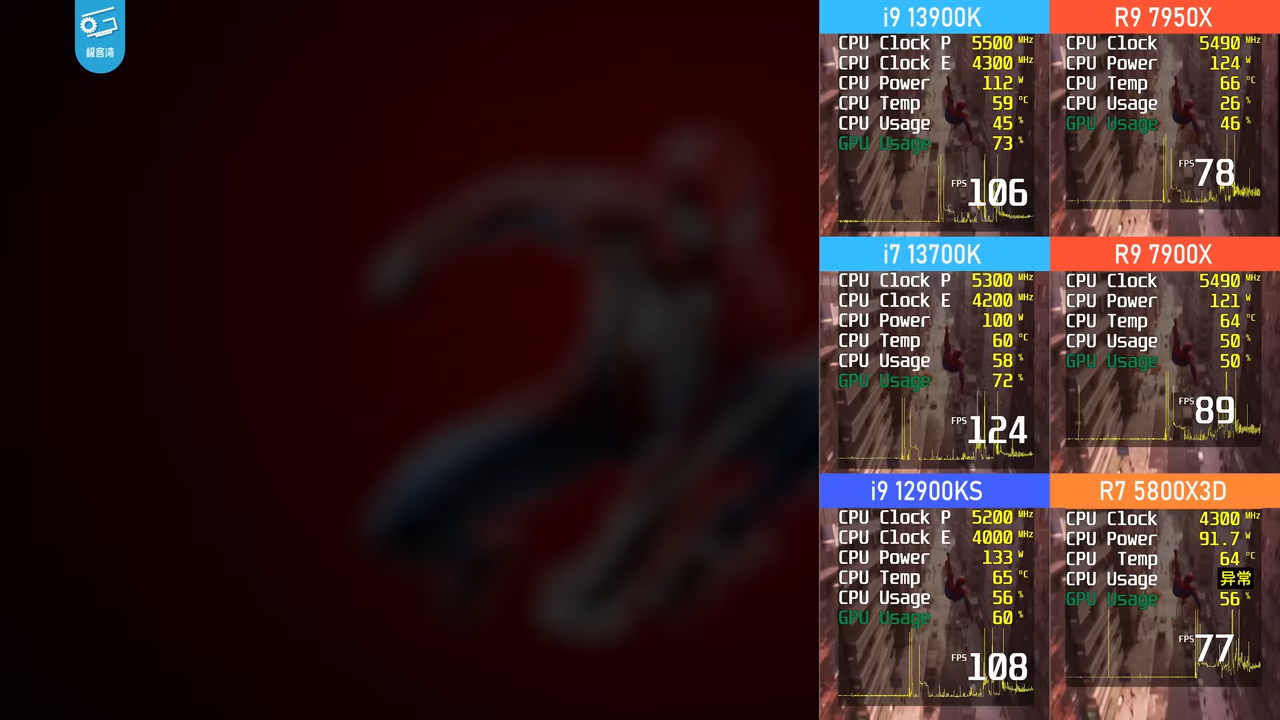 极客湾
i9 13900K
CPU Clock P 5500 MHz
CPU Clock E 4300 MHz
CPU Power 112 W
CPU Temp 59 °C
CPU Usage 45 %
GPU Usage 73 %
FPS 106
R9 7950X
CPU Clock 5490 MHz
CPU Power 124 W
CPU Temp 66 °C
CPU Usage 26 %
GPU Usage 46 %
FPS 78
i7 13700K
CPU Clock P 5300 MHz
CPU Clock E 4200 MHz
CPU Power 100 W
CPU Temp 60 °C
CPU Usage 58 %
GPU Usage 72 %
FPS 124
R9 7900X
CPU Clock 5490 MHz
CPU Power 121 W
CPU Temp 64 °C
CPU Usage 50 %
GPU Usage 50 %
FPS 89
i9 12900KS
CPU Clock P 5200 MHz
CPU Clock E 4000 MHz
CPU Power 133 W
CPU Temp 65 °C
CPU Usage 56 %
GPU Usage 60 %
FPS 108
R7 5800X3D
CPU Clock 4300 MHz
CPU Power 91.7 W
CPU Temp 64 °C
CPU Usage 异常
GPU Usage 56 %
FPS 77